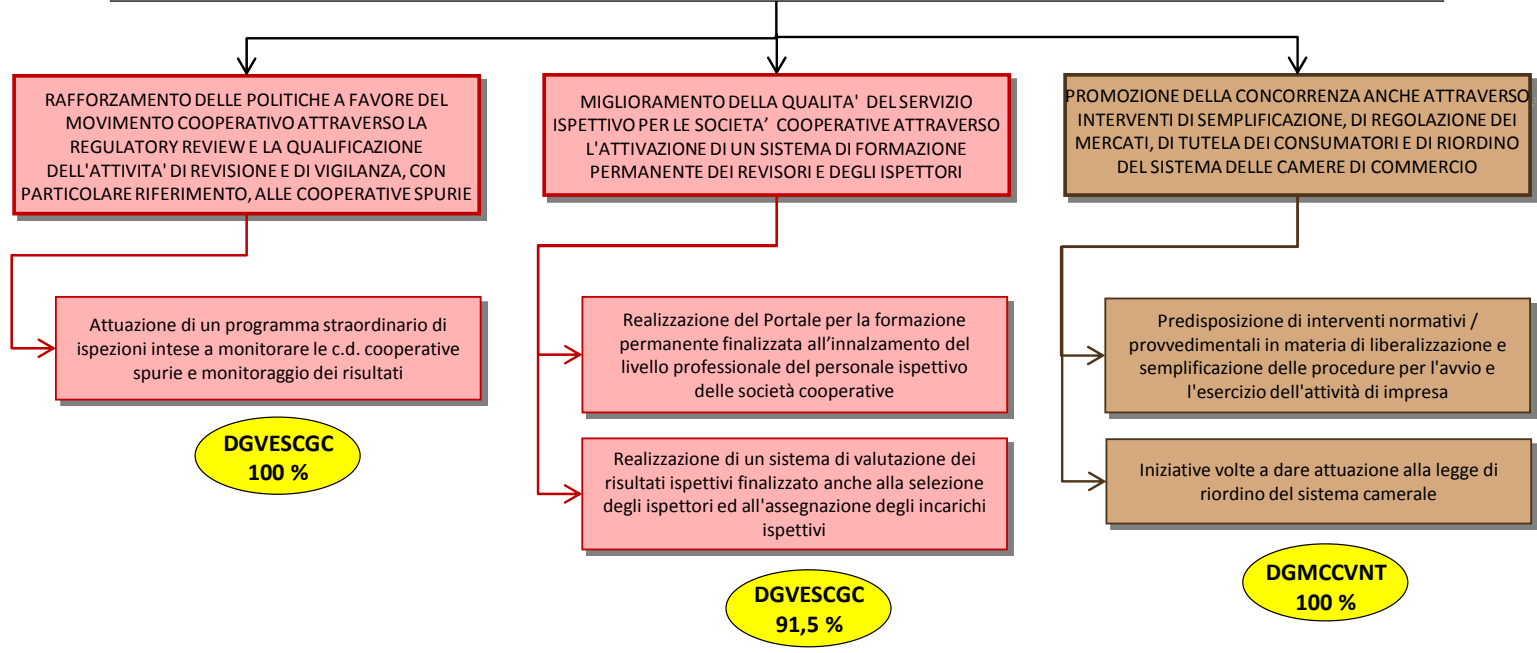 RAFFORZAMENTO DELLE POLITICHE A FAVORE DEL
MOVIMENTO COOPERATIVO ATTRAVERSO LA
REGULATORY REVIEW E LA QUALIFICAZIONE
DELL'ATTIVITA' DI REVISIONE E DI VIGILANZA, CON
PARTICOLARE RIFERIMENTO, ALLE COOPERATIVE SPURIE
Attuazione di un programma straordinario di
ispezioni intese a monitorare le c.d. cooperative
spurie e monitoraggio dei risultati
DGVESCGC
100 %
MIGLIORAMENTO DELLA QUALITA' DEL SERVIZIO
ISPETTIVO PER LE SOCIETA’ COOPERATIVE ATTRAVERSO
L'ATTIVAZIONE DI UN SISTEMA DI FORMAZIONE
PERMANENTE DEI REVISORI E DEGLI ISPETTORI
Realizzazione del Portale per la formazione
permanente finalizzata all’innalzamento del
livello professionale del personale ispettivo
delle società cooperative
Realizzazione di un sistema di valutazione dei
risultati ispettivi finalizzato anche alla selezione
degli ispettori ed all'assegnazione degli incarichi
ispettivi
DGVESCGC
91,5 %
PROMOZIONE DELLA CONCORRENZA ANCHE ATTRAVERSO
INTERVENTI DI SEMPLIFICAZIONE, DI REGOLAZIONE DEI
MERCATI, DI TUTELA DEI CONSUMATORI E DI RIORDINO
DEL SISTEMA DELLE CAMERE DI COMMERCIO
Predisposizione di interventi normativi /
provvedimentali in materia di liberalizzazione e
semplificazione delle procedure per l'avvio e
l'esercizio dell'attività di impresa
Iniziative volte a dare attuazione alla legge di
riordino del sistema camerale
DGMCCVNT
100 %